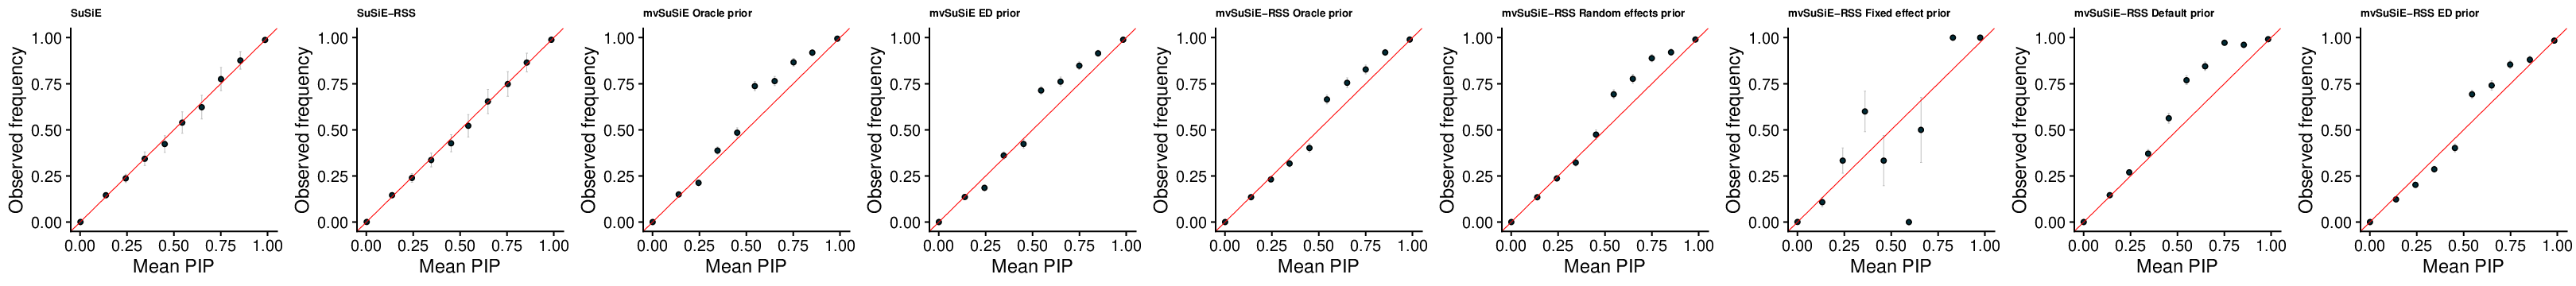 SuSiE
Observed frequency
1.00
0.75
0.50
0.25
0.00
0.00 0.25 0.50 0.75 1.00
Mean PIP
SuSiE−RSS
Observed frequency
1.00
0.75
0.50
0.25
0.00
0.00 0.25 0.50 0.75 1.00
Mean PIP
mvSuSiE Oracle prior
Observed frequency
1.00
0.75
0.50
0.25
0.00
0.00 0.25 0.50 0.75 1.00
Mean PIP
mvSuSiE ED prior
Observed frequency
1.00
0.75
0.50
0.25
0.00
0.00 0.25 0.50 0.75 1.00
Mean PIP
mvSuSiE−RSS Oracle prior
Observed frequency
1.00
0.75
0.50
0.25
0.00
0.00 0.25 0.50 0.75 1.00
Mean PIP
mvSuSiE−RSS Random effects prior
Observed frequency
1.00
0.75
0.50
0.25
0.00
0.00 0.25 0.50 0.75 1.00
Mean PIP
mvSuSiE−RSS Fixed effect prior
Observed frequency
1.00
0.75
0.50
0.25
0.00
0.00 0.25 0.50 0.75 1.00
Mean PIP
mvSuSiE−RSS Default prior
Observed frequency
1.00
0.75
0.50
0.25
0.00
0.00 0.25 0.50 0.75 1.00
Mean PIP
mvSuSiE−RSS ED prior
Observed frequency
1.00
0.75
0.50
0.25
0.00
0.00 0.25 0.50 0.75 1.00
Mean PIP